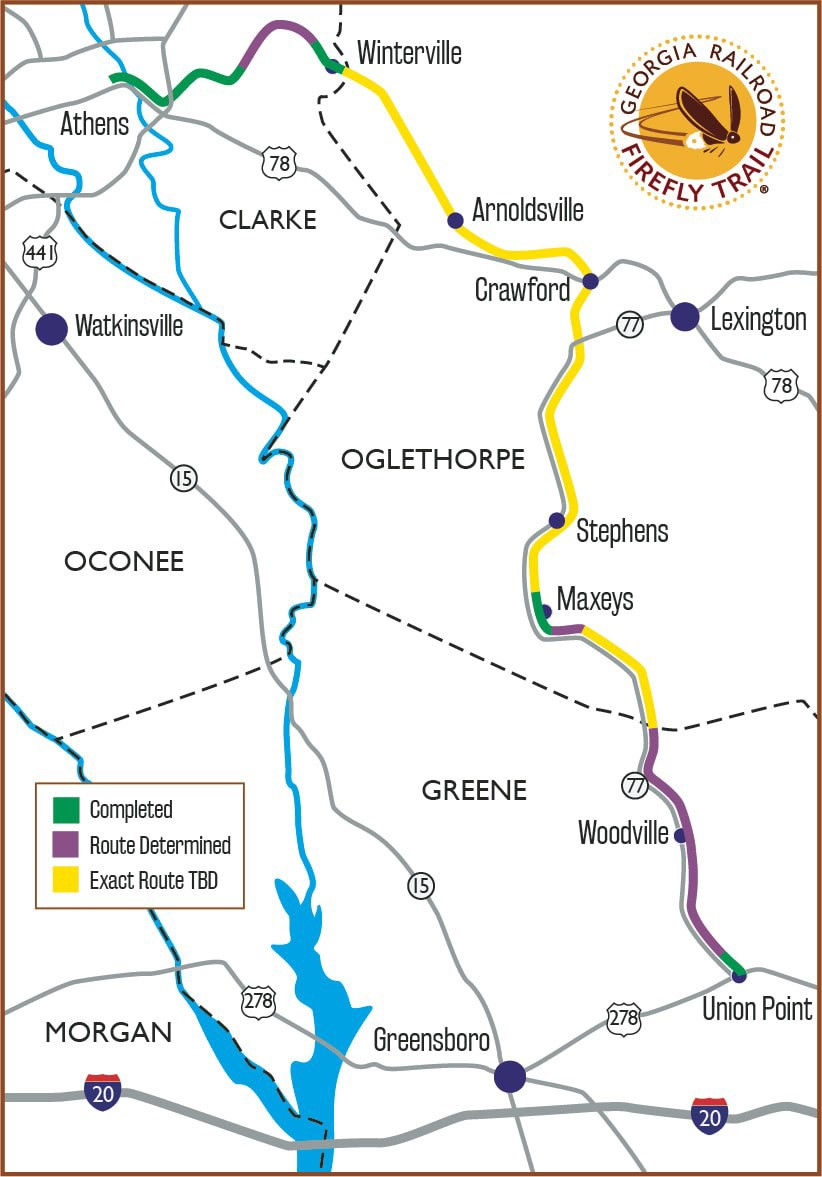 GEORGIA RAILROAD
FIREFLY TRAIL®
Winterville
Athens
78
CLARKE
Arnoldsville
441
Crawford
Watkinsville
77
Lexington
78
OGLETHORPE
15
Stephens
OCONEE
Maxeys
GREENE
77
Completed
Route Determined
Exact Route TBD
Woodville
15
278
Union Point
278
MORGAN
Greensboro
20
20